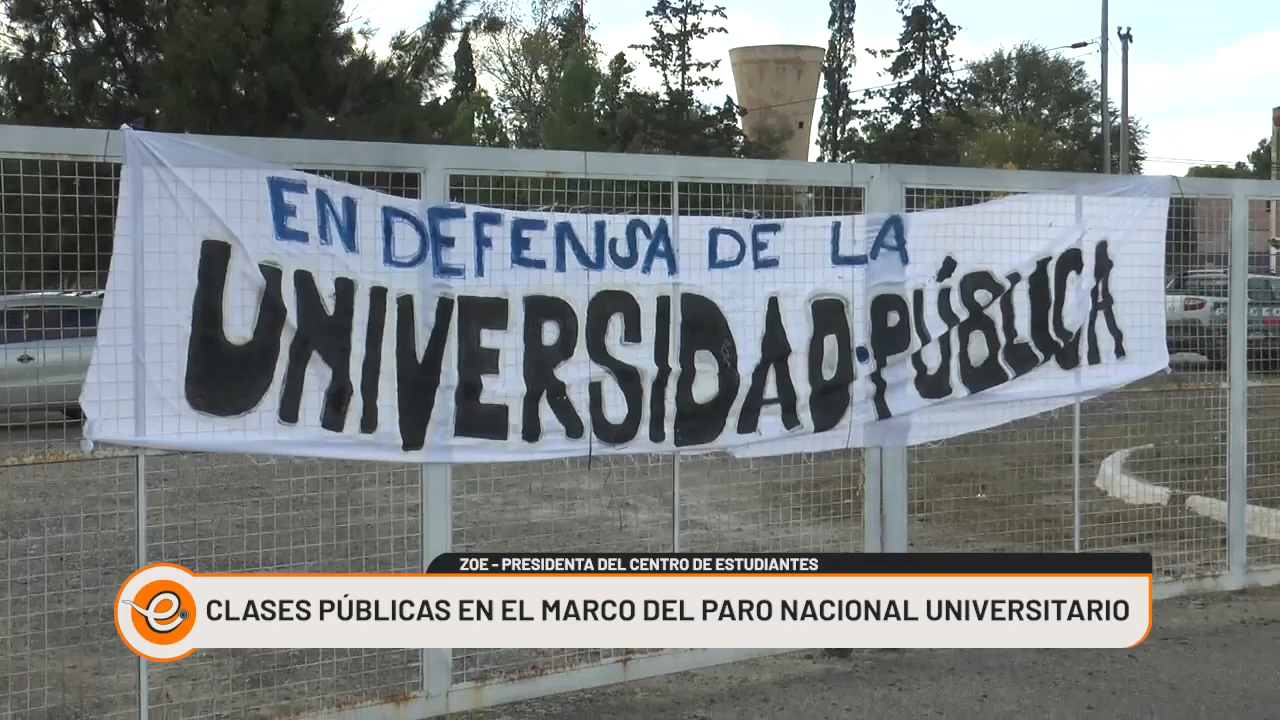 EN DEFENSA DE LA
UNIVERSIDAD·PÚBLICA
ZOE - PRESIDENTA DEL CENTRO DE ESTUDIANTES
CLASES PÚBLICAS EN EL MARCO DEL PARO NACIONAL UNIVERSITARIO